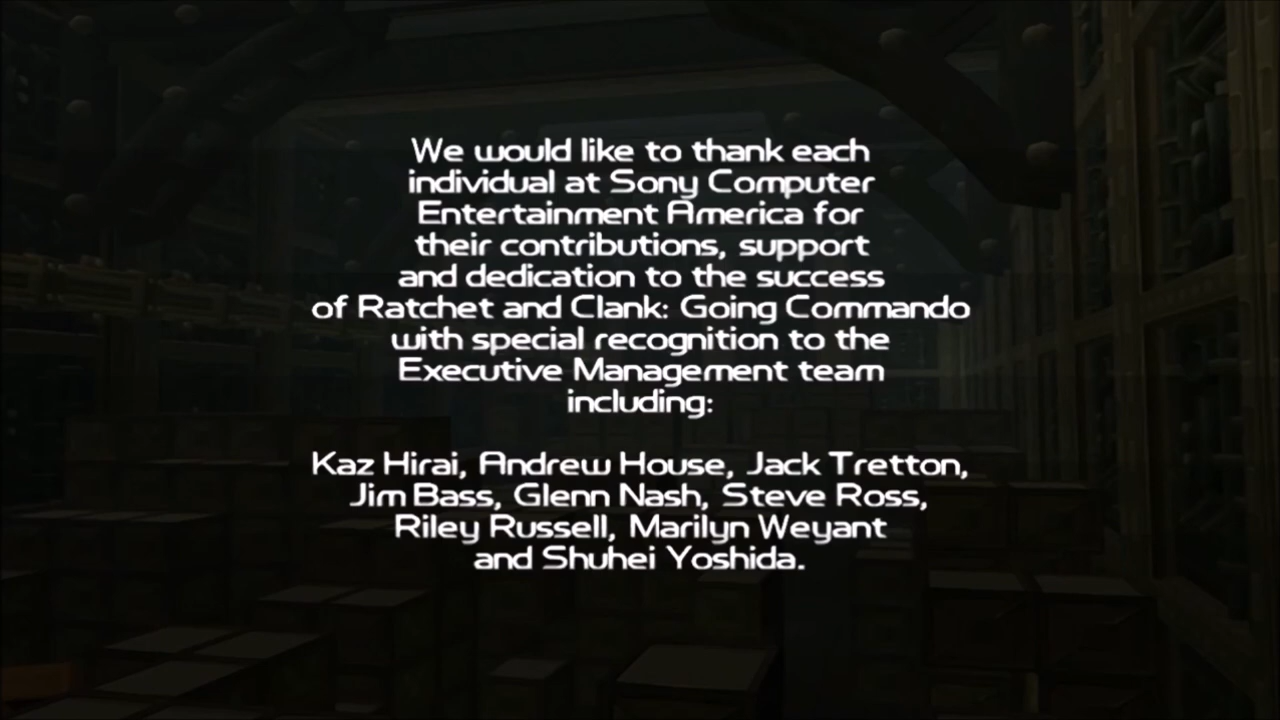 We would like to thank each
individual at Sony Computer
Entertainment America for
their contributions, support
and dedication to the success
of Ratchet and Clank: Going Commando
with special recognition to the
Executive Management team
including:
Kaz Hirai, Andrew House, Jack Tretton,
Jim Bass, Glenn Nash, Steve Ross,
Riley Russell, Marilyn Weyant
and Shuhei Yoshida.